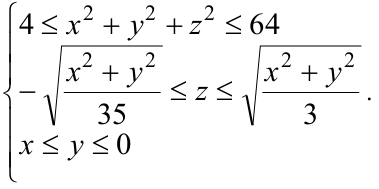 4 ≤ x² + y² + z² ≤ 64
−√((x² + y²)/35) ≤ z ≤ √((x² + y²)/3) .
x ≤ y ≤ 0